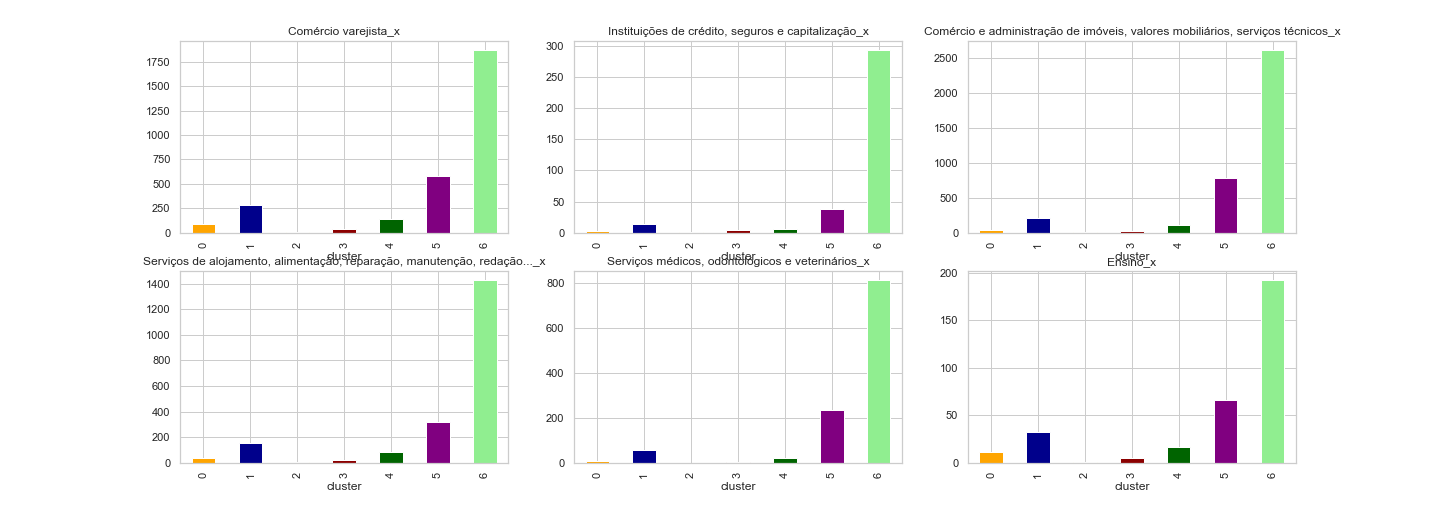 Comércio varejista_x
1750
1500
1250
1000
750
500
250
0
0 1 2 3 4 5 6
cluster
Instituições de crédito, seguros e capitalização_x
300
250
200
150
100
50
0
0 1 2 3 4 5 6
cluster
Comércio e administração de imóveis, valores mobiliários, serviços técnicos_x
2500
2000
1500
1000
500
0
0 1 2 3 4 5 6
cluster
Serviços de alojamento, alimentação, reparação, manutenção, redação..._x
1400
1200
1000
800
600
400
200
0
0 1 2 3 4 5 6
cluster
Serviços médicos, odontológicos e veterinários_x
800
600
400
200
0
0 1 2 3 4 5 6
cluster
Ensino_x
200
150
100
50
0
0 1 2 3 4 5 6
cluster